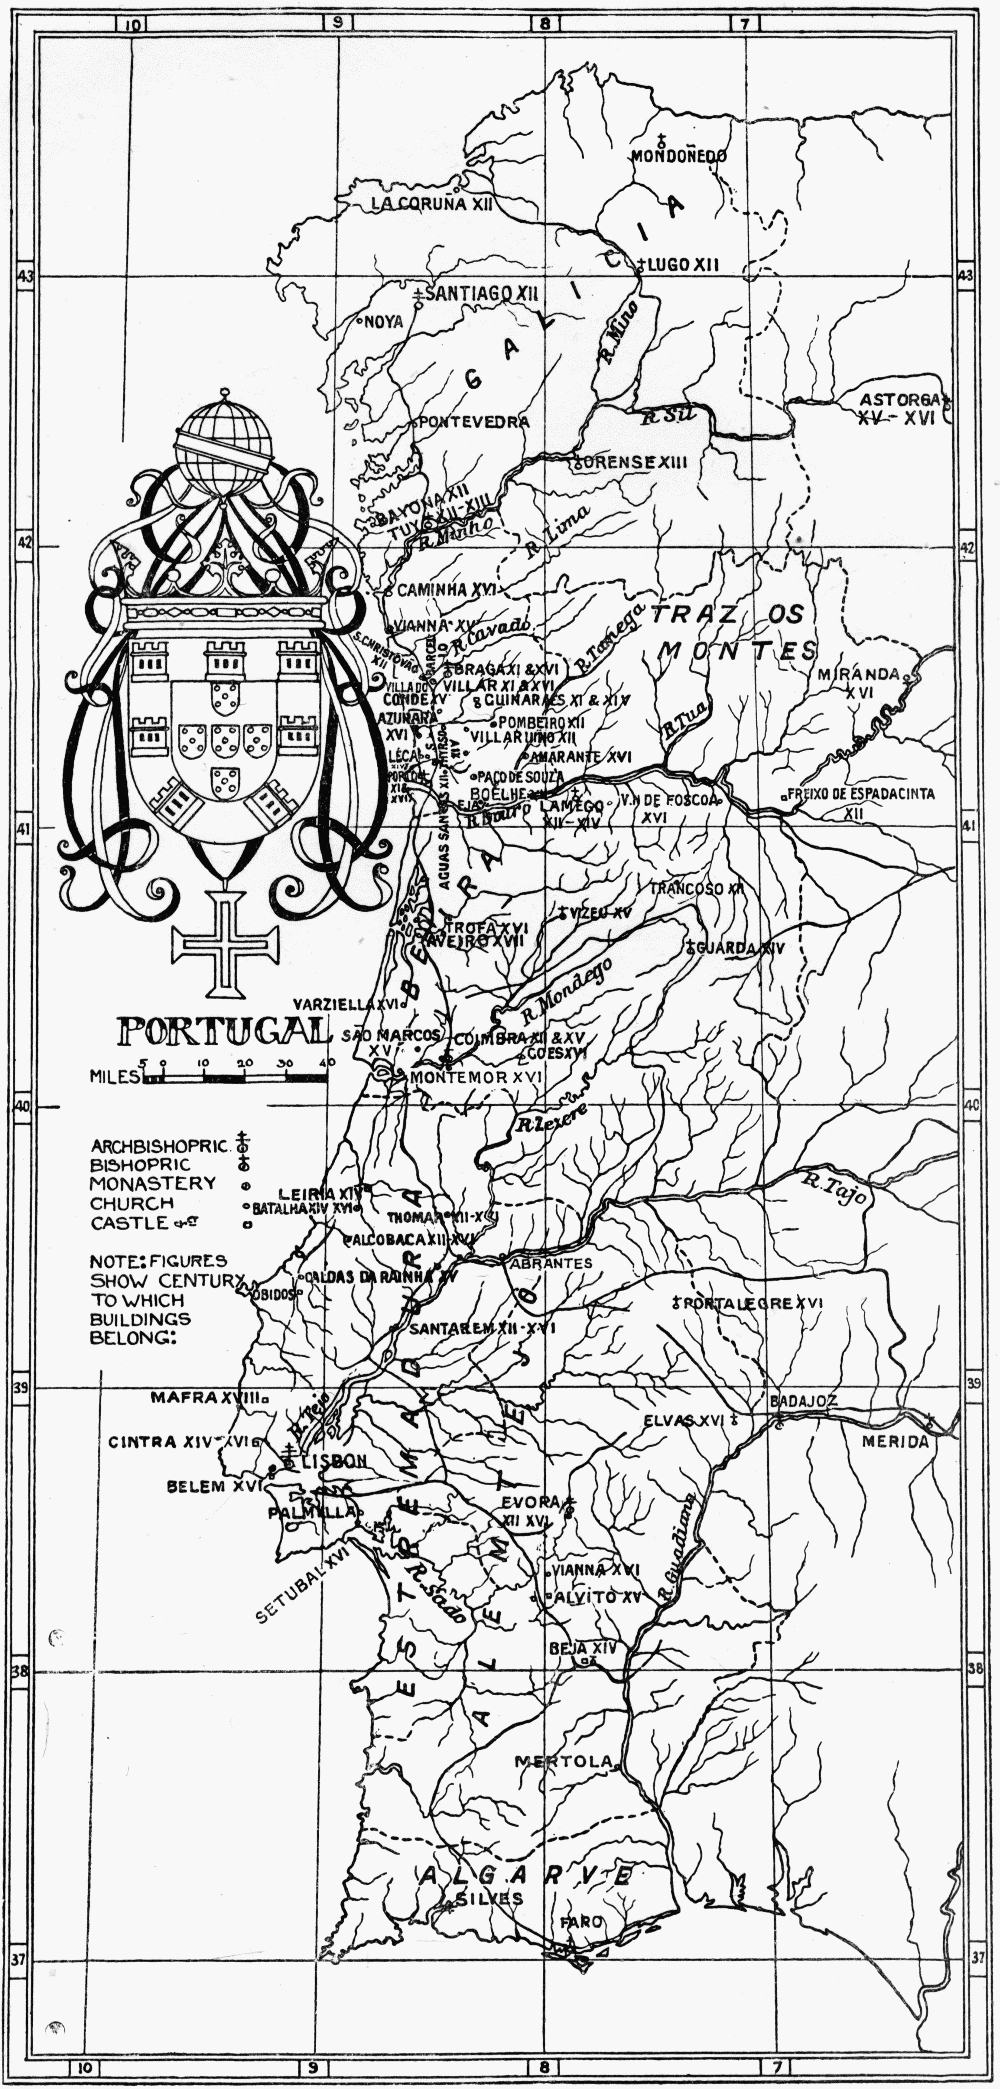 10 9 8 7
MONDOÑEDO
LA CORUÑA XII
GALICIA
LUGO XII
43 43
SANTIAGO XII
NOYA
R. Mino
ASTORGA
XV - XVI
R Sil
PONTEVEDRA
ORENSE XIII
BAYONA XII
TUY XII-XIII
R. Minho
R. Lima
42 42
CAMINHA XVI
TRAZ OS
MONTES
VIANNA XV
R. Cavado
R. Tamega
S. CHRISTOVÃO
XII
BRAGA XI & XVI
MIRANDA
XVI
VILLA DO
CONDE XV
VILLAR XI & XVI
GUIMARAES XI & XIV
AZURARA
XVI
POMBEIRO XII
VILLARINHO XII
R. Tua
S. THYRSO
XIV
LEÇA
AMARANTE XVI
PAÇO DE SOUZA
BOELHE
AGUAS SANTAS XII
R Douro
LAMEGO
XII-XIV
V.N DE FOSCOA
XVI
FREIXO DE ESPADACINTA
XII
41 41
BEIRA
TRANCOSO XII
VIZEU XV
TROFA XVI
AVEIRO XVII
GUARDA XIV
R. Mondego
VARZIELLA XVI
PORTUGAL
SÃO MARCOS
XV
COIMBRA XII & XV
GOES XVI
MILES 5 0 10 20 30 40
MONTEMOR XVI
40 40
R Zezere
ARCHBISHOPRIC
BISHOPRIC
MONASTERY
CHURCH
CASTLE &c
R. Tajo
LEIRIA XIV
BATALHA XIV XVI
THOMAR XII-XVI
ALCOBACA XII-XVI
NOTE: FIGURES
SHOW CENTURY
TO WHICH
BUILDINGS
BELONG:
ABRANTES
CALDAS DA RAINHA XV
OBIDOS
PORTALEGRE XVI
SANTAREM XII-XVI
39 39
MAFRA XVIII
R. Tejo
BADAJOZ
ELVAS XVI
MERIDA
CINTRA XIV-XVI
LISBON
BELEM XVI
PALMELLA
EVORA
XII XVI
ESTREMADURA
ALEMTEJO
R. Guadiana
SETUBAL XVI
R. Sado
VIANNA XVI
ALVITO XV
BEJA XIV
38 38
MERTOLA
ALGARVE
SILVES
FARO
37 37
10 9 8 7